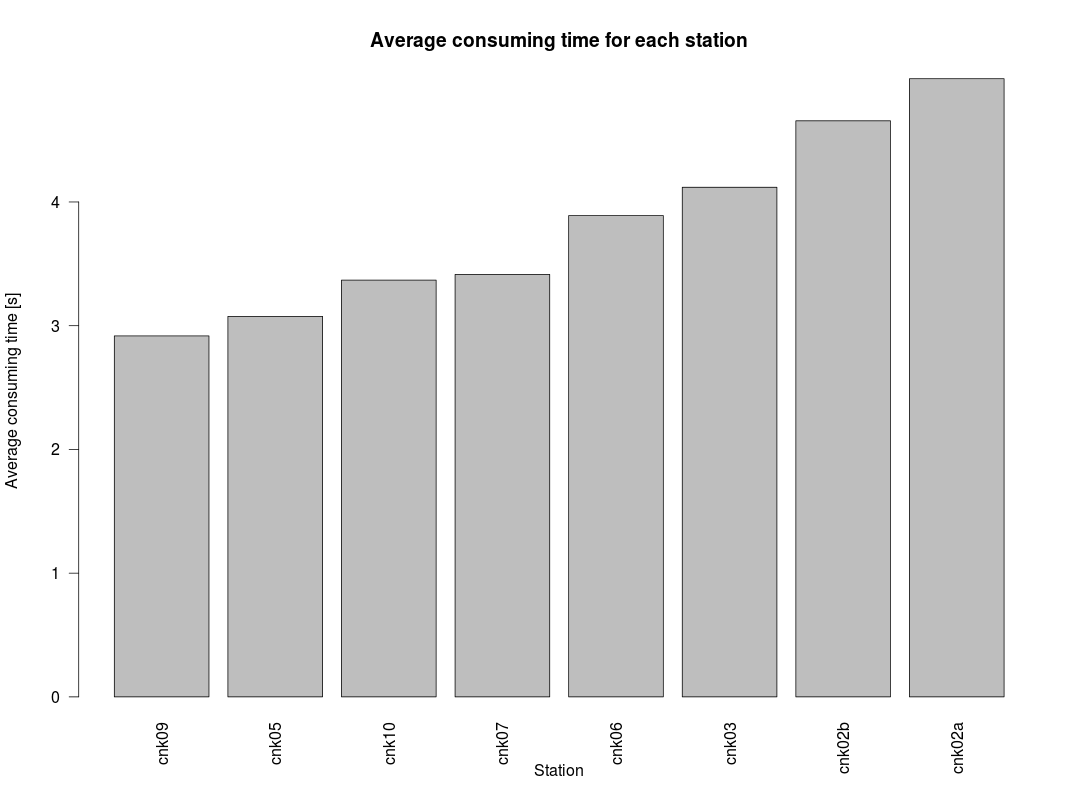 Average consuming time for each station
Average consuming time [s]
4
3
2
1
0
cnk09
cnk05
cnk10
cnk07
cnk06
cnk03
cnk02b
cnk02a
Station